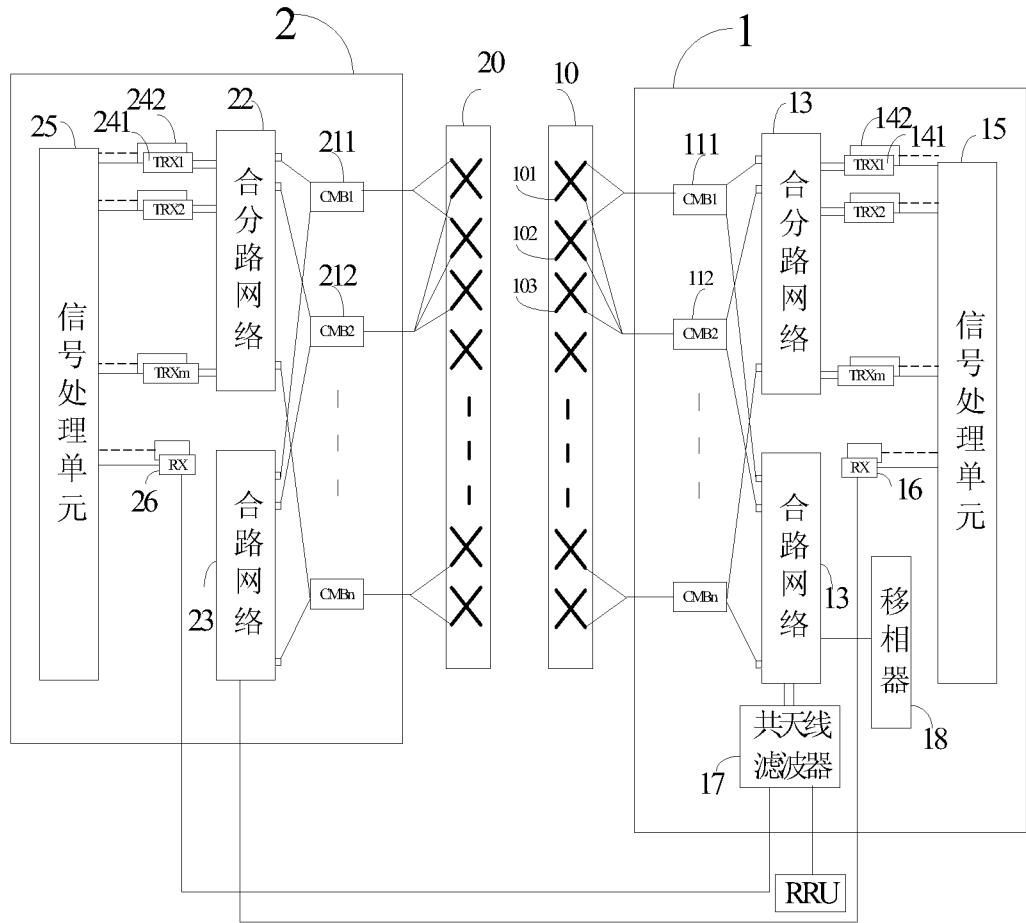 2
1
20
10
25
241
242
22
211
TRX1
TRX2
TRXm
RX
26
信号处理单元
合分路网络
CMB1
212
CMB2
CMBn
23
合路网络
101
102
103
111
CMB1
112
CMB2
CMBn
13
合分路网络
142
141
TRX1
TRX2
TRXm
15
信号处理单元
RX
16
合路网络
13
移相器
18
共天线
滤波器
17
RRU